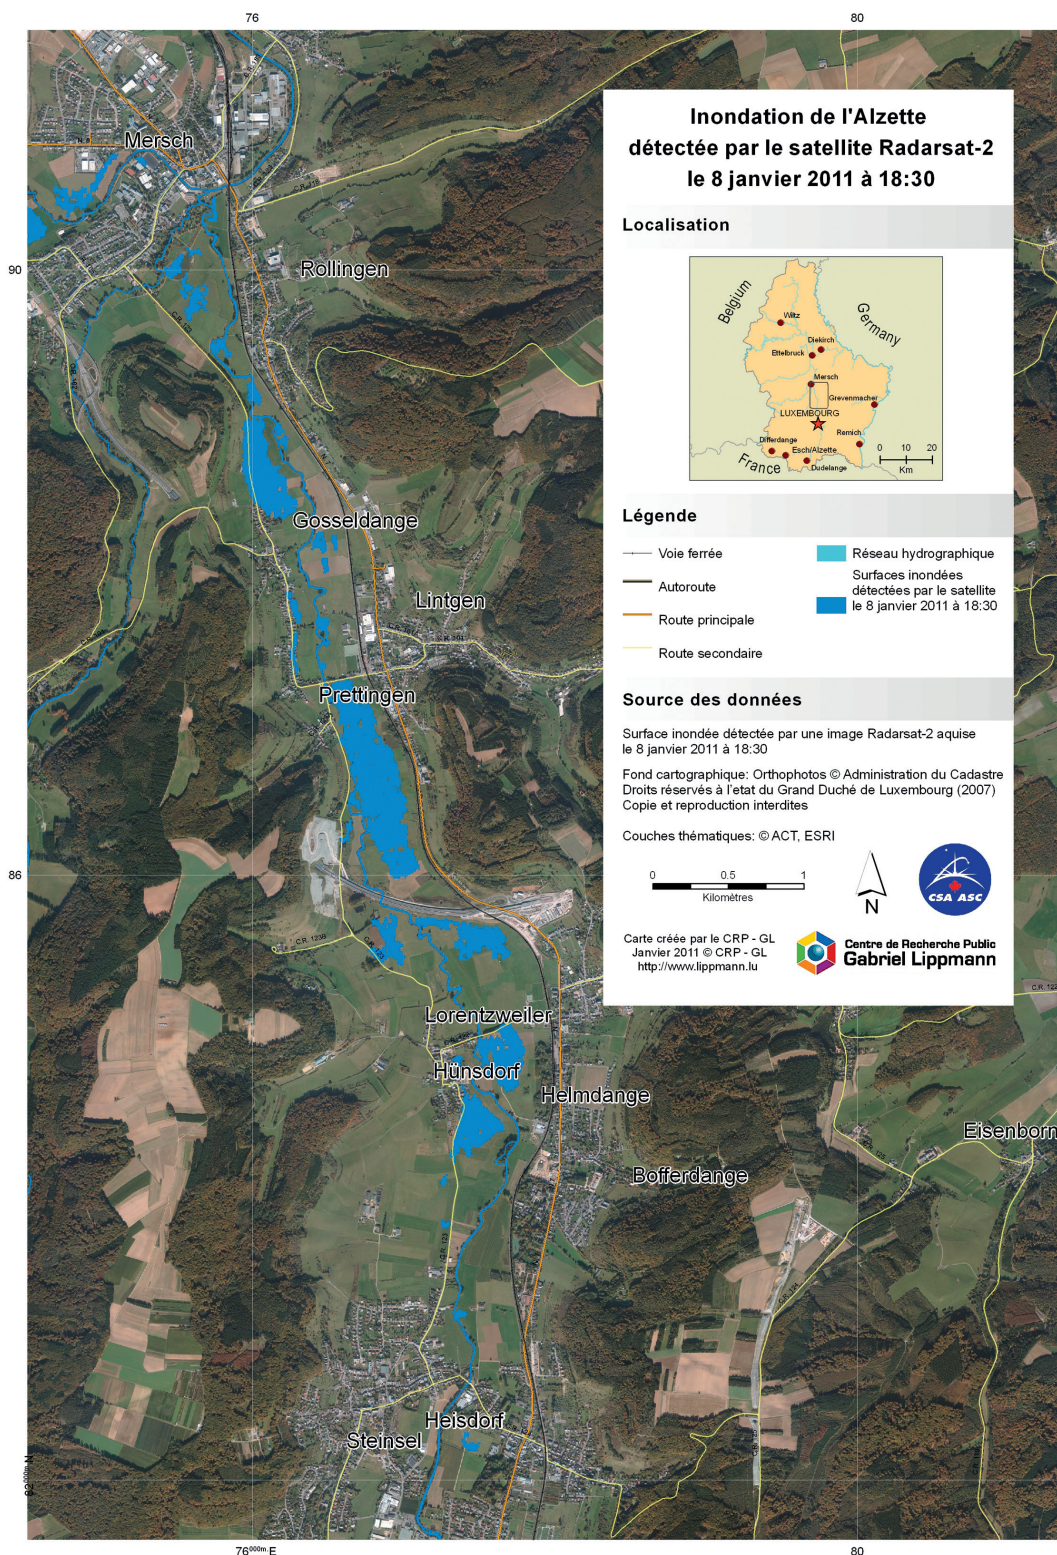 76
80
Inondation de l'Alzette
détectée par le satellite Radarsat-2
le 8 janvier 2011 à 18:30
Localisation
Belgium
Germany
Wiltz
Diekirch
Ettelbruck
Mersch
Grevenmacher
LUXEMBOURG
Remich
Differdange
Esch/Alzette
France
Dudelange
0 10 20
Km
Légende
Voie ferrée
Autoroute
Route principale
Route secondaire
Réseau hydrographique
Surfaces inondées
détectées par le satellite
le 8 janvier 2011 à 18:30
Source des données
Surface inondée détectée par une image Radarsat-2 aquise
le 8 janvier 2011 à 18:30
Fond cartographique: Orthophotos © Administration du Cadastre
Droits réservés à l'etat du Grand Duché de Luxembourg (2007)
Copie et reproduction interdites
Couches thématiques: © ACT, ESRI
0 0.5 1
Kilomètres
N
CSA ASC
Carte créée par le CRP - GL
Janvier 2011 © CRP - GL
http://www.lippmann.lu
Centre de Recherche Public
Gabriel Lippmann
Mersch
C.R. 118
90
Rollingen
Gosseldange
Lintgen
Prettingen
86
C.R. 123B
C.R. 123
C.R. 122
Lorentzweiler
Hünsdorf
Helmdange
Eisenborn
Bofferdange
C.R. 123
Heisdorf
Steinsel
82000m. N
76000m. E
80